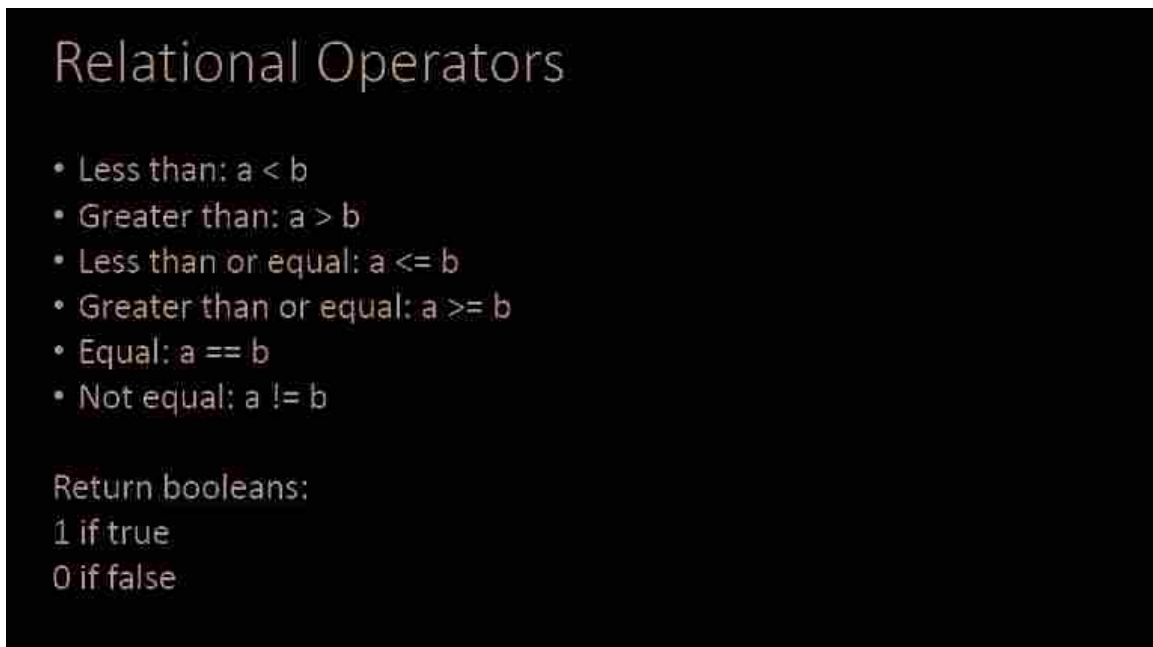 Relational Operators
• Less than: a < b
• Greater than: a > b
• Less than or equal: a <= b
• Greater than or equal: a >= b
• Equal: a == b
• Not equal: a != b
Return booleans:
1 if true
0 if false